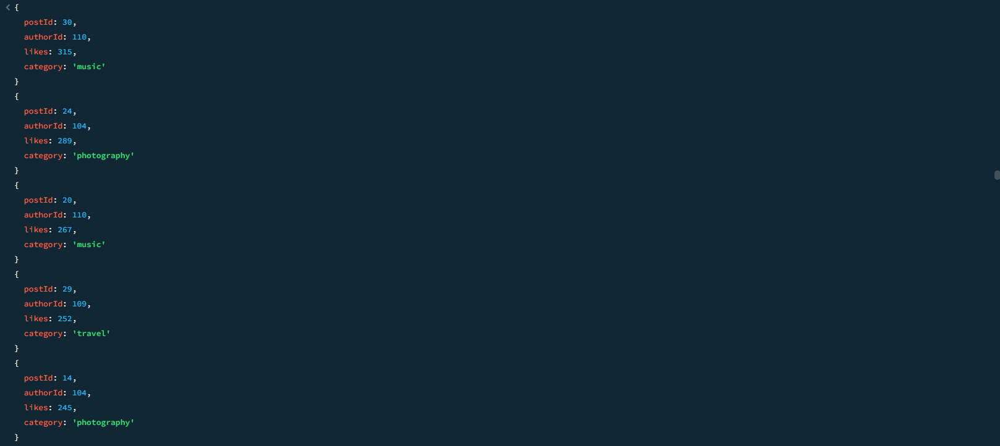 {
postId: 30,
authorId: 110,
likes: 315,
category: 'music'
}
{
postId: 24,
authorId: 104,
likes: 289,
category: 'photography'
}
{
postId: 20,
authorId: 110,
likes: 267,
category: 'music'
}
{
postId: 29,
authorId: 109,
likes: 252,
category: 'travel'
}
{
postId: 14,
authorId: 104,
likes: 245,
category: 'photography'
}